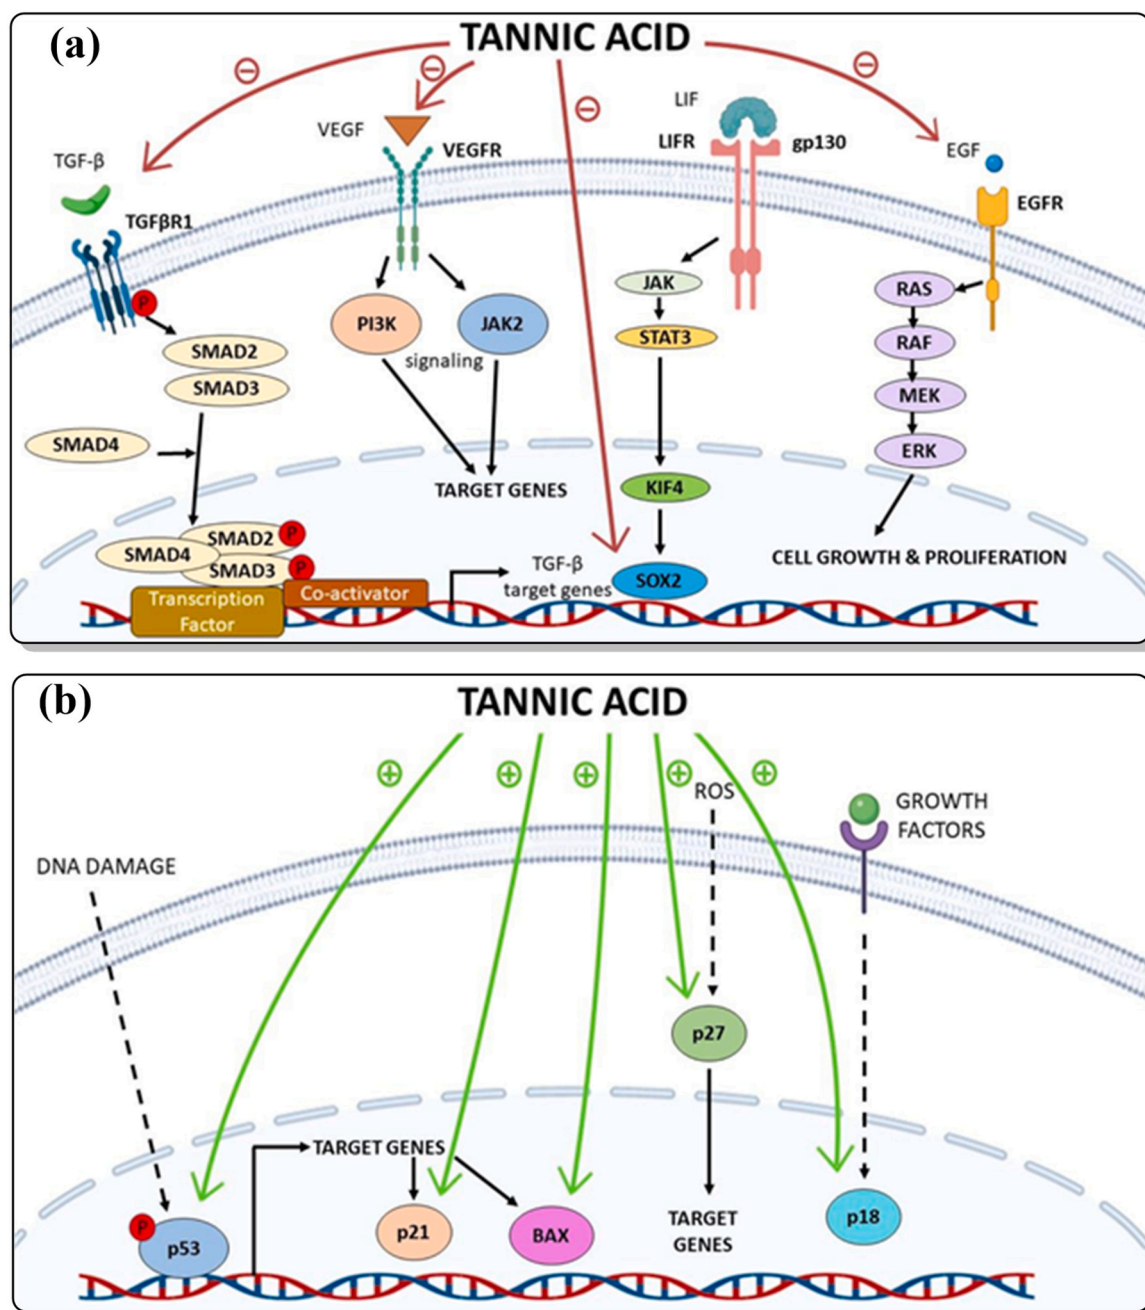 (a)
TANNIC ACID
TGF-β
TGFβR1
P
SMAD2
SMAD3
SMAD4
SMAD2
P
SMAD4
SMAD3
P
Transcription
Factor
Co-activator
TGF-β
target genes
VEGF
VEGFR
PI3K
JAK2
signaling
TARGET GENES
LIF
LIFR
gp130
JAK
STAT3
KIF4
SOX2
EGF
EGFR
RAS
RAF
MEK
ERK
CELL GROWTH & PROLIFERATION
(b)
TANNIC ACID
DNA DAMAGE
P
p53
TARGET GENES
p21
BAX
ROS
p27
TARGET
GENES
GROWTH
FACTORS
p18